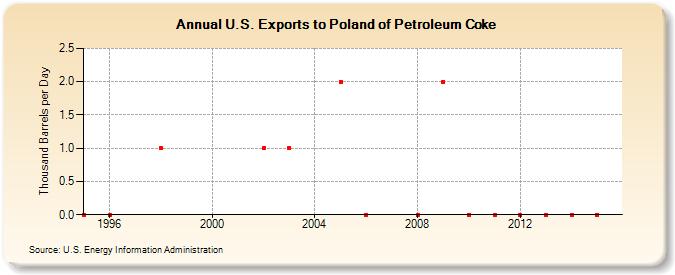 Annual U.S. Exports to Poland of Petroleum Coke
Thousand Barrels per Day
2.5
2.0
1.5
1.0
0.5
0.0
1996 2000 2004 2008 2012
Source: U.S. Energy Information Administration